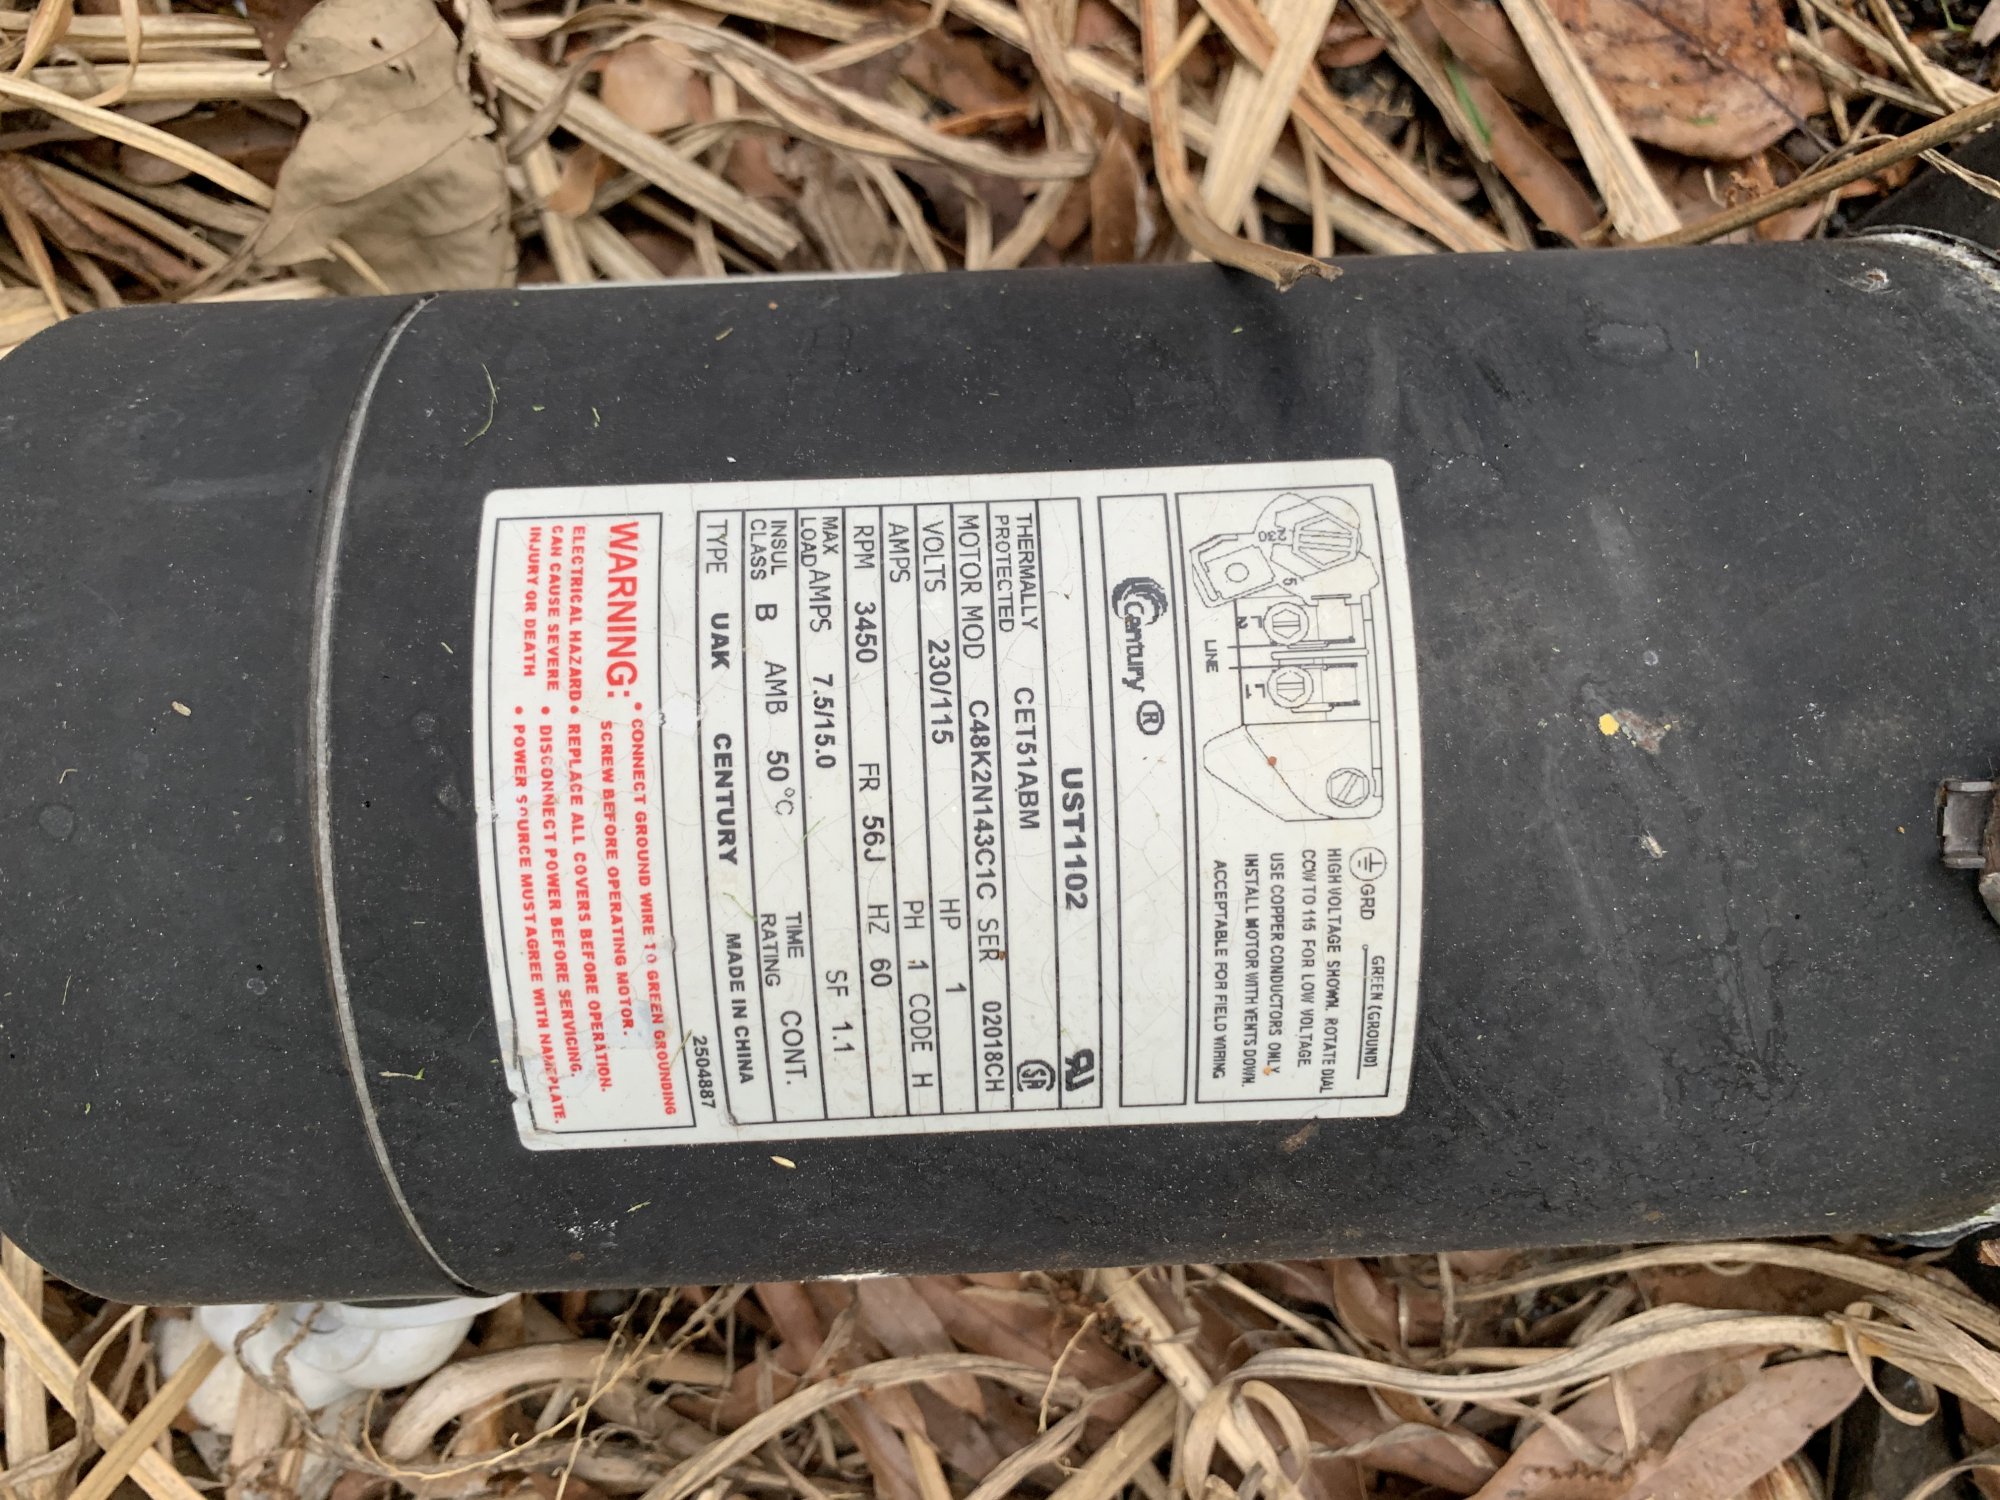 GRD
GREEN (GROUND)
HIGH VOLTAGE SHOWN. ROTATE DIAL
CCW TO 115 FOR LOW VOLTAGE
USE COPPER CONDUCTORS ONLY.
INSTALL MOTOR WITH VENTS DOWN.
ACCEPTABLE FOR FIELD WIRING
L2
L1
LINE
Century®
UST1102
THERMALLY PROTECTED CET51ABM
MOTOR MOD C48K2N143C1C SER 02018CH
VOLTS 230/115 HP 1
AMPS PH 1 CODE H
RPM 3450 FR 56J HZ 60
MAX LOAD AMPS 7.5/15.0 SF 1.1
INSUL CLASS B AMB 50°C TIME RATING CONT.
TYPE UAK CENTURY MADE IN CHINA
2504887
WARNING:
ELECTRICAL HAZARD
CAN CAUSE SEVERE
INJURY OR DEATH
• CONNECT GROUND WIRE TO GREEN GROUNDING
SCREW BEFORE OPERATING MOTOR.
• REPLACE ALL COVERS BEFORE OPERATION.
• DISCONNECT POWER BEFORE SERVICING.
• POWER SOURCE MUST AGREE WITH NAMEPLATE.